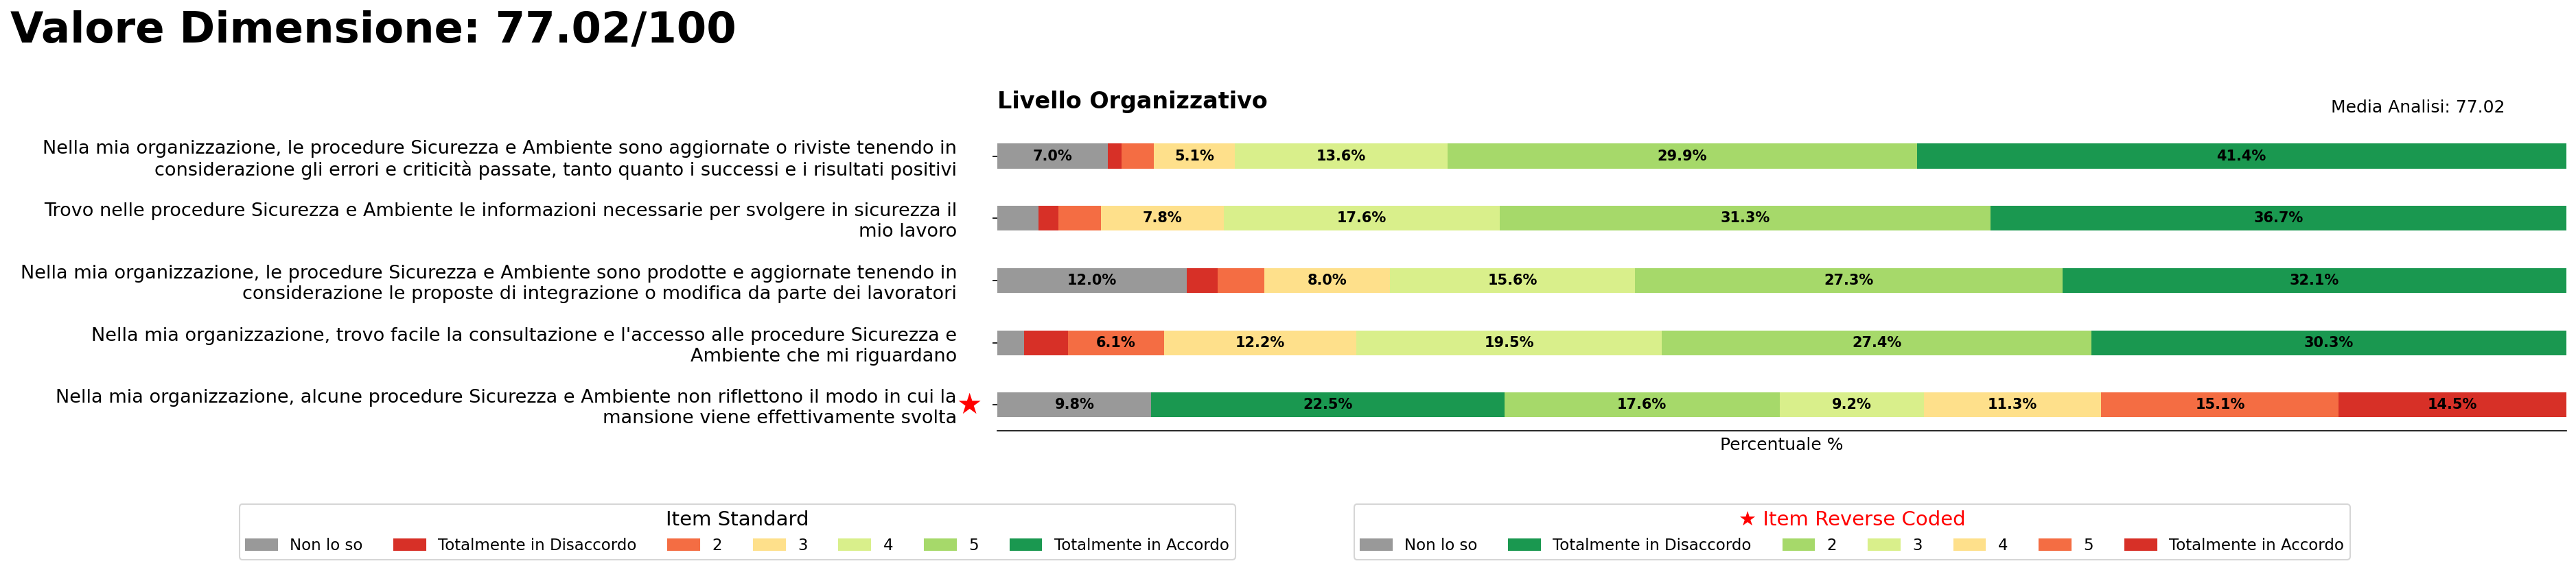 Valore Dimensione: 77.02/100
Livello Organizzativo
Media Analisi: 77.02
Nella mia organizzazione, le procedure Sicurezza e Ambiente sono aggiornate o riviste tenendo in
considerazione gli errori e criticità passate, tanto quanto i successi e i risultati positivi
7.0% 5.1% 13.6% 29.9% 41.4%
Trovo nelle procedure Sicurezza e Ambiente le informazioni necessarie per svolgere in sicurezza il
mio lavoro
7.8% 17.6% 31.3% 36.7%
Nella mia organizzazione, le procedure Sicurezza e Ambiente sono prodotte e aggiornate tenendo in
considerazione le proposte di integrazione o modifica da parte dei lavoratori
12.0% 8.0% 15.6% 27.3% 32.1%
Nella mia organizzazione, trovo facile la consultazione e l'accesso alle procedure Sicurezza e
Ambiente che mi riguardano
6.1% 12.2% 19.5% 27.4% 30.3%
Nella mia organizzazione, alcune procedure Sicurezza e Ambiente non riflettono il modo in cui la
mansione viene effettivamente svolta
★
9.8% 22.5% 17.6% 9.2% 11.3% 15.1% 14.5%
Percentuale %
Item Standard
Non lo so Totalmente in Disaccordo 2 3 4 5 Totalmente in Accordo
★ Item Reverse Coded
Non lo so Totalmente in Disaccordo 2 3 4 5 Totalmente in Accordo